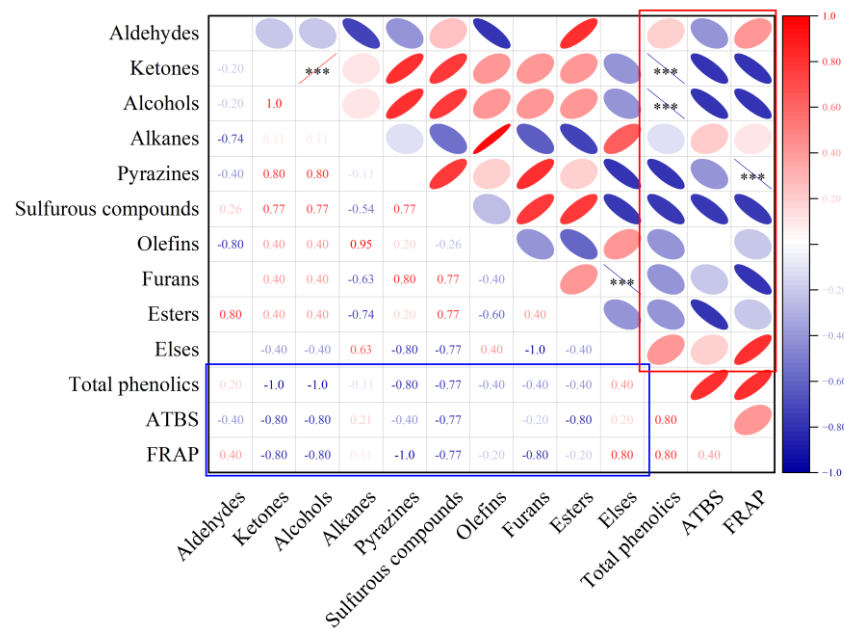 Aldehydes
Ketones -0.20 *** ***
Alcohols -0.20 1.0 ***
Alkanes -0.74 0.11 0.11
Pyrazines -0.40 0.80 0.80 -0.11 ***
Sulfurous compounds 0.26 0.77 0.77 -0.54 0.77
Olefins -0.80 0.40 0.40 0.95 0.20 -0.26
Furans 0.40 0.40 -0.63 0.80 0.77 -0.40 ***
Esters 0.80 0.40 0.40 -0.74 0.20 0.77 -0.60 0.40
Elses -0.40 -0.40 0.63 -0.80 -0.77 0.40 -1.0 -0.40
Total phenolics 0.20 -1.0 -1.0 -0.11 -0.80 -0.77 -0.40 -0.40 -0.40 0.40
ATBS -0.40 -0.80 -0.80 0.21 -0.40 -0.77 -0.20 -0.80 0.20 0.80
FRAP 0.40 -0.80 -0.80 0.11 -1.0 -0.77 -0.20 -0.80 -0.20 0.80 0.80 0.40
Aldehydes
Ketones
Alcohols
Alkanes
Pyrazines
Sulfurous compounds
Olefins
Furans
Esters
Elses
Total phenolics
ATBS
FRAP
1.0
0.80
0.60
0.40
0.20
0.0
-0.20
-0.40
-0.60
-0.80
-1.0